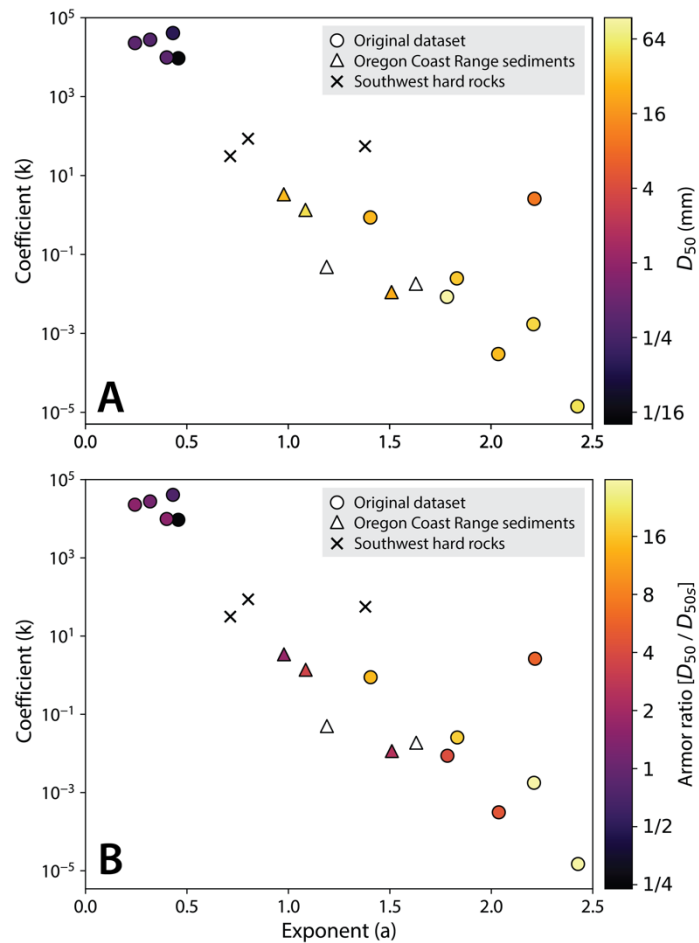 10^5
10^3
10^1
10^-1
10^-3
10^-5
Coefficient (k)
Original dataset
Oregon Coast Range sediments
Southwest hard rocks
A
0.0 0.5 1.0 1.5 2.0 2.5
64
16
4
1
1/4
1/16
D50 (mm)
10^5
10^3
10^1
10^-1
10^-3
10^-5
Coefficient (k)
Original dataset
Oregon Coast Range sediments
Southwest hard rocks
B
0.0 0.5 1.0 1.5 2.0 2.5
Exponent (a)
16
8
4
2
1
1/2
1/4
Armor ratio [D50 / D50s]